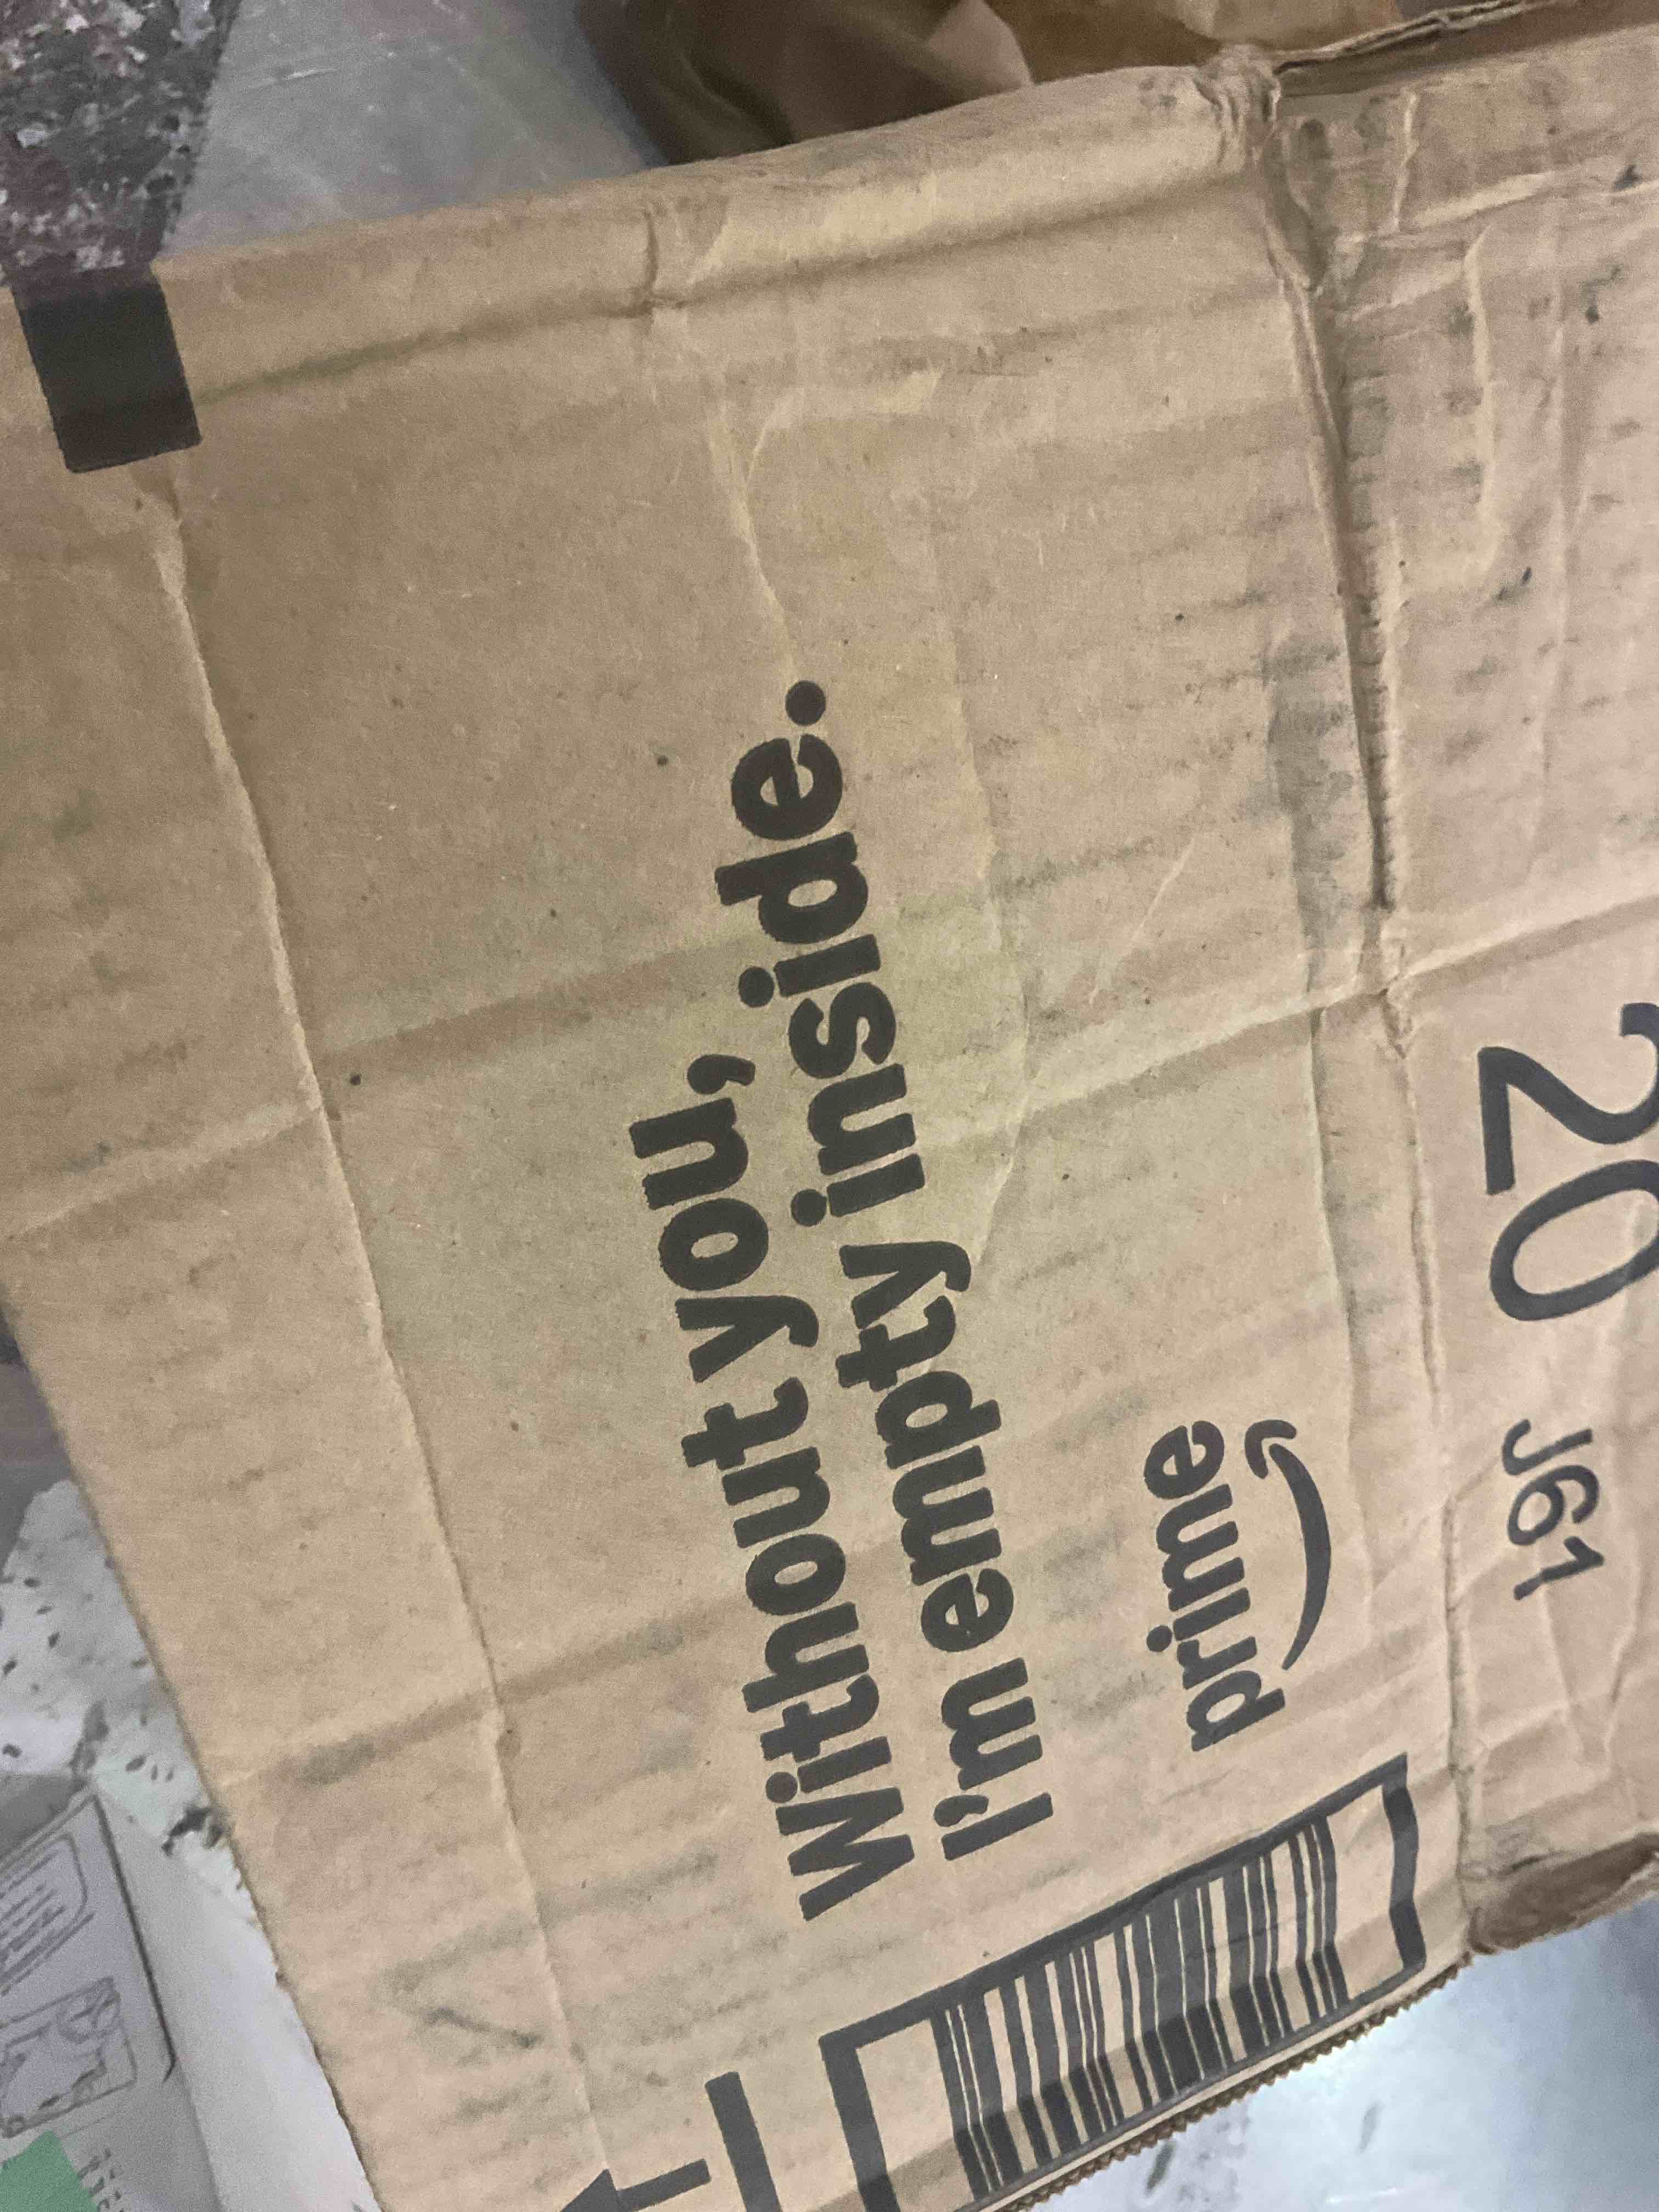 Without you,
I'm empty inside.
prime
20
J61